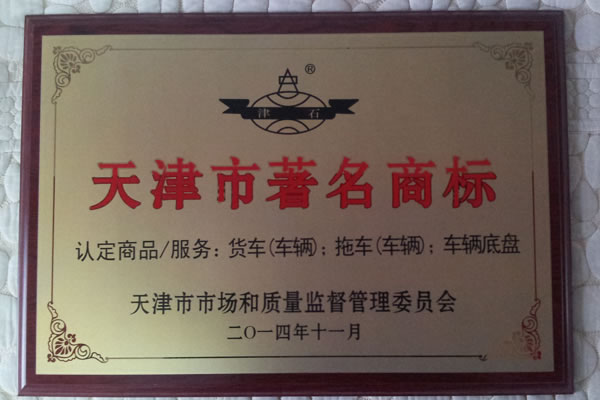 ®
津 石
天津市著名商标
认定商品/服务：货车(车辆)；拖车(车辆)；车辆底盘
天津市市场和质量监督管理委员会
二〇一四年十一月